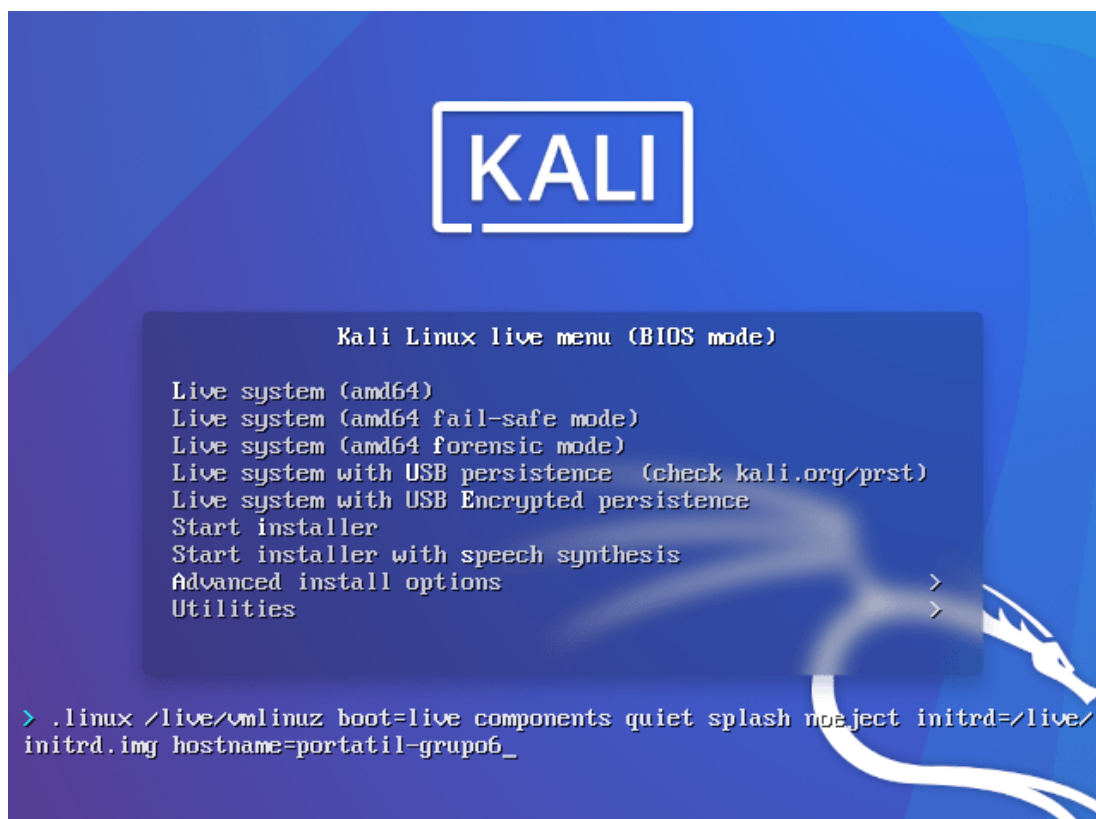 KALI
Kali Linux live menu (BIOS mode)
Live system (amd64)
Live system (amd64 fail-safe mode)
Live system (amd64 forensic mode)
Live system with USB persistence (check kali.org/prst)
Live system with USB Encrypted persistence
Start installer
Start installer with speech synthesis
Advanced install options >
Utilities >
> .linux /live/vmlinuz boot=live components quiet splash noeject initrd=/live/
initrd.img hostname=portatil-grupo6_